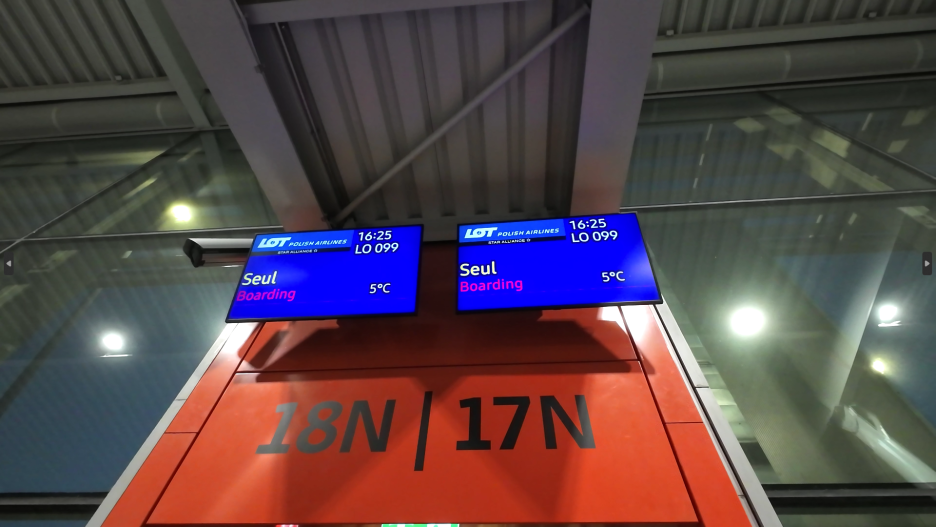 LOT POLISH AIRLINES 16:25
STAR ALLIANCE LO 099
Seul
Boarding 5°C
LOT POLISH AIRLINES 16:25
STAR ALLIANCE LO 099
Seul
Boarding 5°C
18N | 17N